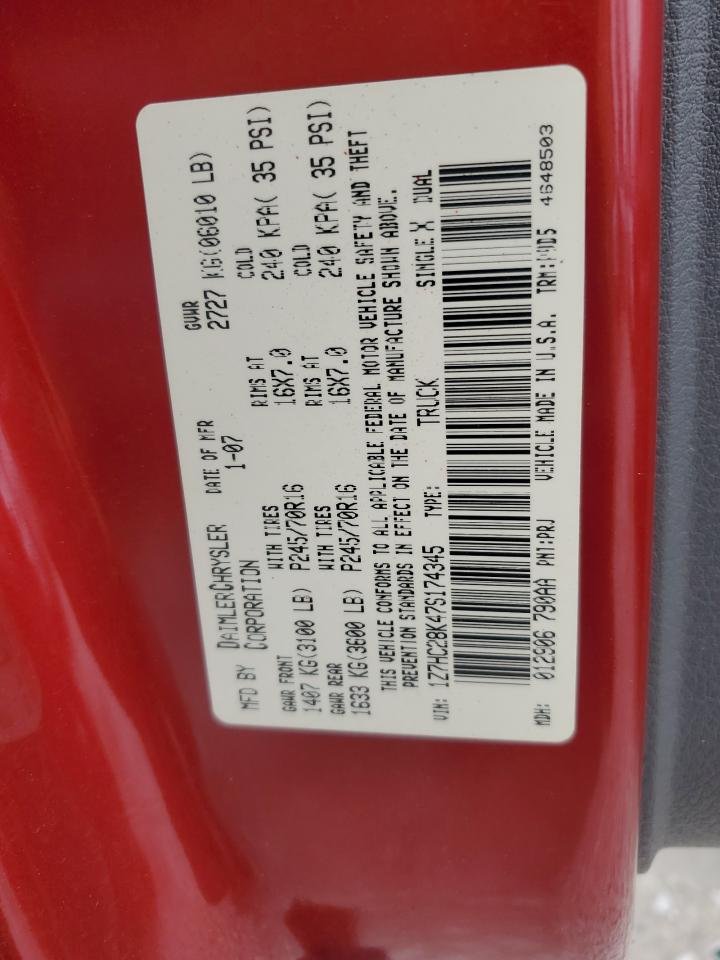 MFD BY DAIMLERCHRYSLER CORPORATION DATE OF MFR 1-07 GVWR 2727 KG(06010 LB)
GAWR FRONT WITH TIRES RIMS AT COLD
1407 KG(3100 LB) P245/70R16 16X7.0 240 KPA( 35 PSI)
GAWR REAR WITH TIRES RIMS AT COLD
1633 KG(3600 LB) P245/70R16 16X7.0 240 KPA( 35 PSI)
THIS VEHICLE CONFORMS TO ALL APPLICABLE FEDERAL MOTOR VEHICLE SAFETY AND THEFT
PREVENTION STANDARDS IN EFFECT ON THE DATE OF MANUFACTURE SHOWN ABOVE.
VIN: 1Z7HC28K47S174345 TYPE: TRUCK SINGLE X DUAL
MDH: 012906 790AA PNT:PRJ VEHICLE MADE IN U.S.A. TRM: 4648503